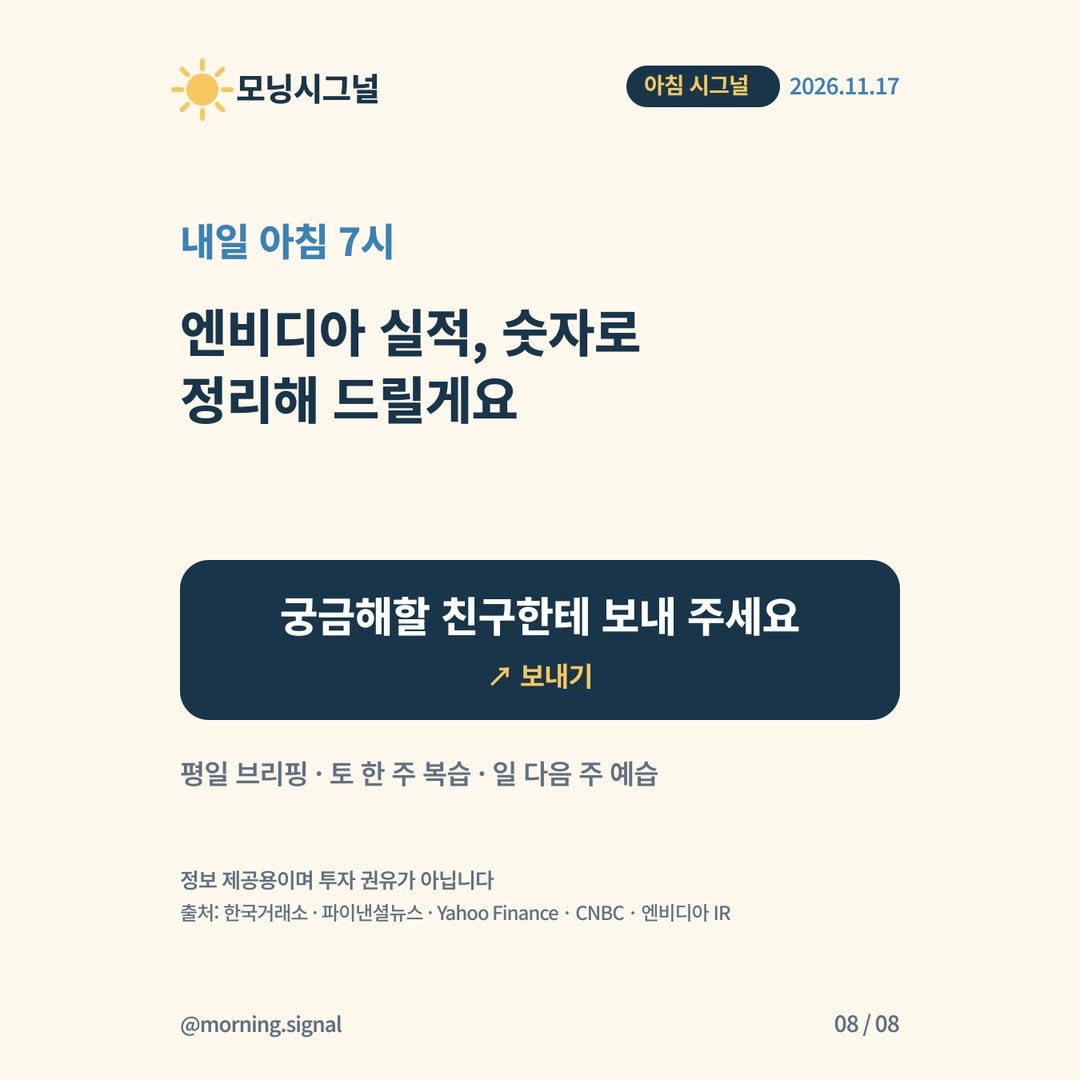 모닝시그널
아침 시그널 2026.11.17
내일 아침 7시
엔비디아 실적, 숫자로
정리해 드릴게요
궁금해할 친구한테 보내 주세요
↗ 보내기
평일 브리핑 · 토 한 주 복습 · 일 다음 주 예습
정보 제공용이며 투자 권유가 아닙니다
출처: 한국거래소 · 파이낸셜뉴스 · Yahoo Finance · CNBC · 엔비디아 IR
@morning.signal
08 / 08